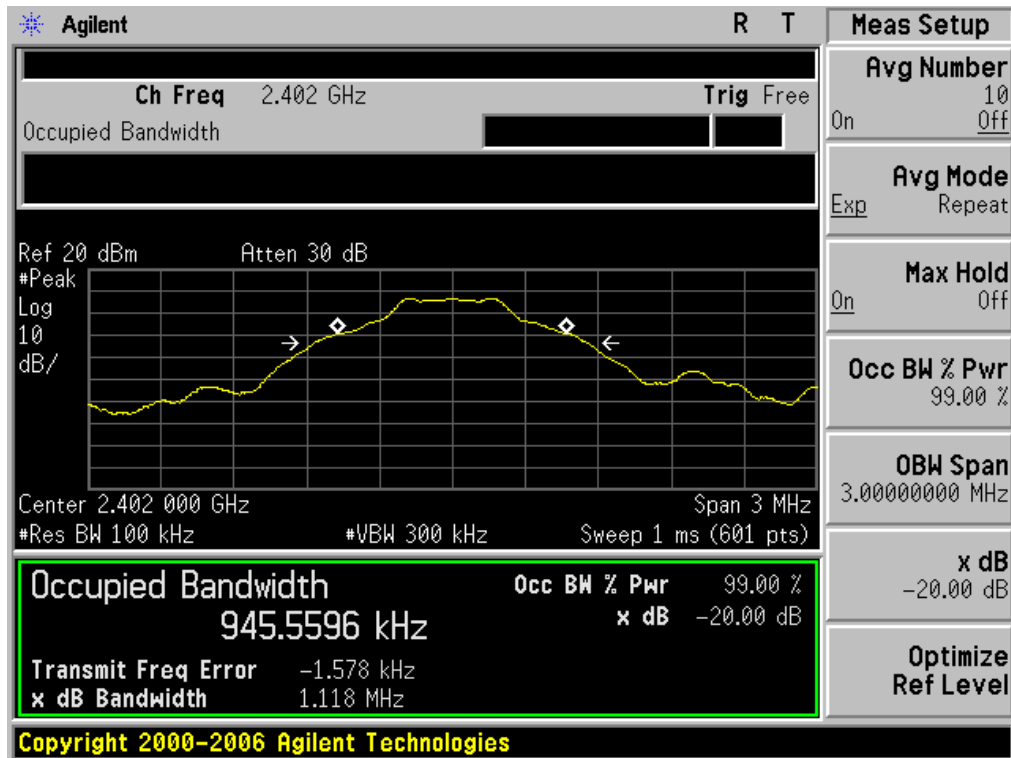 Agilent R T
Ch Freq 2.402 GHz Trig Free
Occupied Bandwidth
Ref 20 dBm Atten 30 dB
#Peak
Log
10
dB/
Center 2.402 000 GHz Span 3 MHz
#Res BW 100 kHz #VBW 300 kHz Sweep 1 ms (601 pts)
Occupied Bandwidth Occ BW % Pwr 99.00 %
945.5596 kHz x dB -20.00 dB
Transmit Freq Error -1.578 kHz
x dB Bandwidth 1.118 MHz
Copyright 2000-2006 Agilent Technologies
Meas Setup
Avg Number
10
On Off
Avg Mode
Exp Repeat
Max Hold
On Off
Occ BW % Pwr
99.00 %
OBW Span
3.00000000 MHz
x dB
-20.00 dB
Optimize
Ref Level